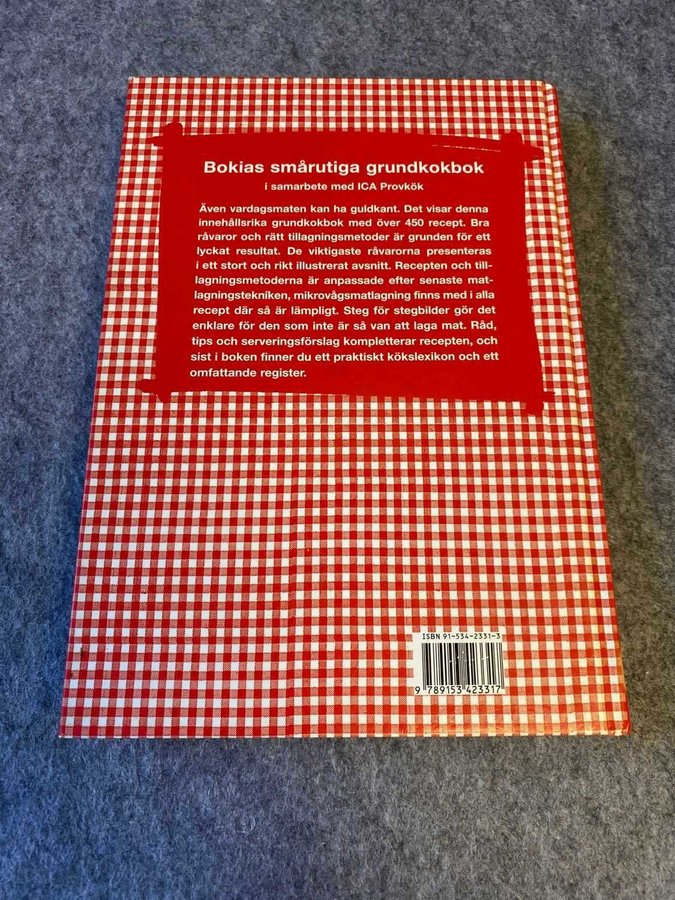 Bokias smårutiga grundkokbok
i samarbete med ICA Provkök
Även vardagsmaten kan ha guldkant. Det visar denna
innehållsrika grundkokbok med över 450 recept. Bra
råvaror och rätt tillagningsmetoder är grunden för ett
lyckat resultat. De viktigaste råvarorna presenteras
i ett stort och rikt illustrerat avsnitt. Recepten och till-
lagningsmetoderna är anpassade efter senaste mat-
lagningstekniken, mikrovågsmatlagning finns med i alla
recept där så är lämpligt. Steg för stegbilder gör det
enklare för den som inte är så van att laga mat. Råd,
tips och serveringsförslag kompletterar recepten, och
sist i boken finner du ett praktiskt kökslexikon och ett
omfattande register.
ISBN 91-534-2331-3
9 789153 423317